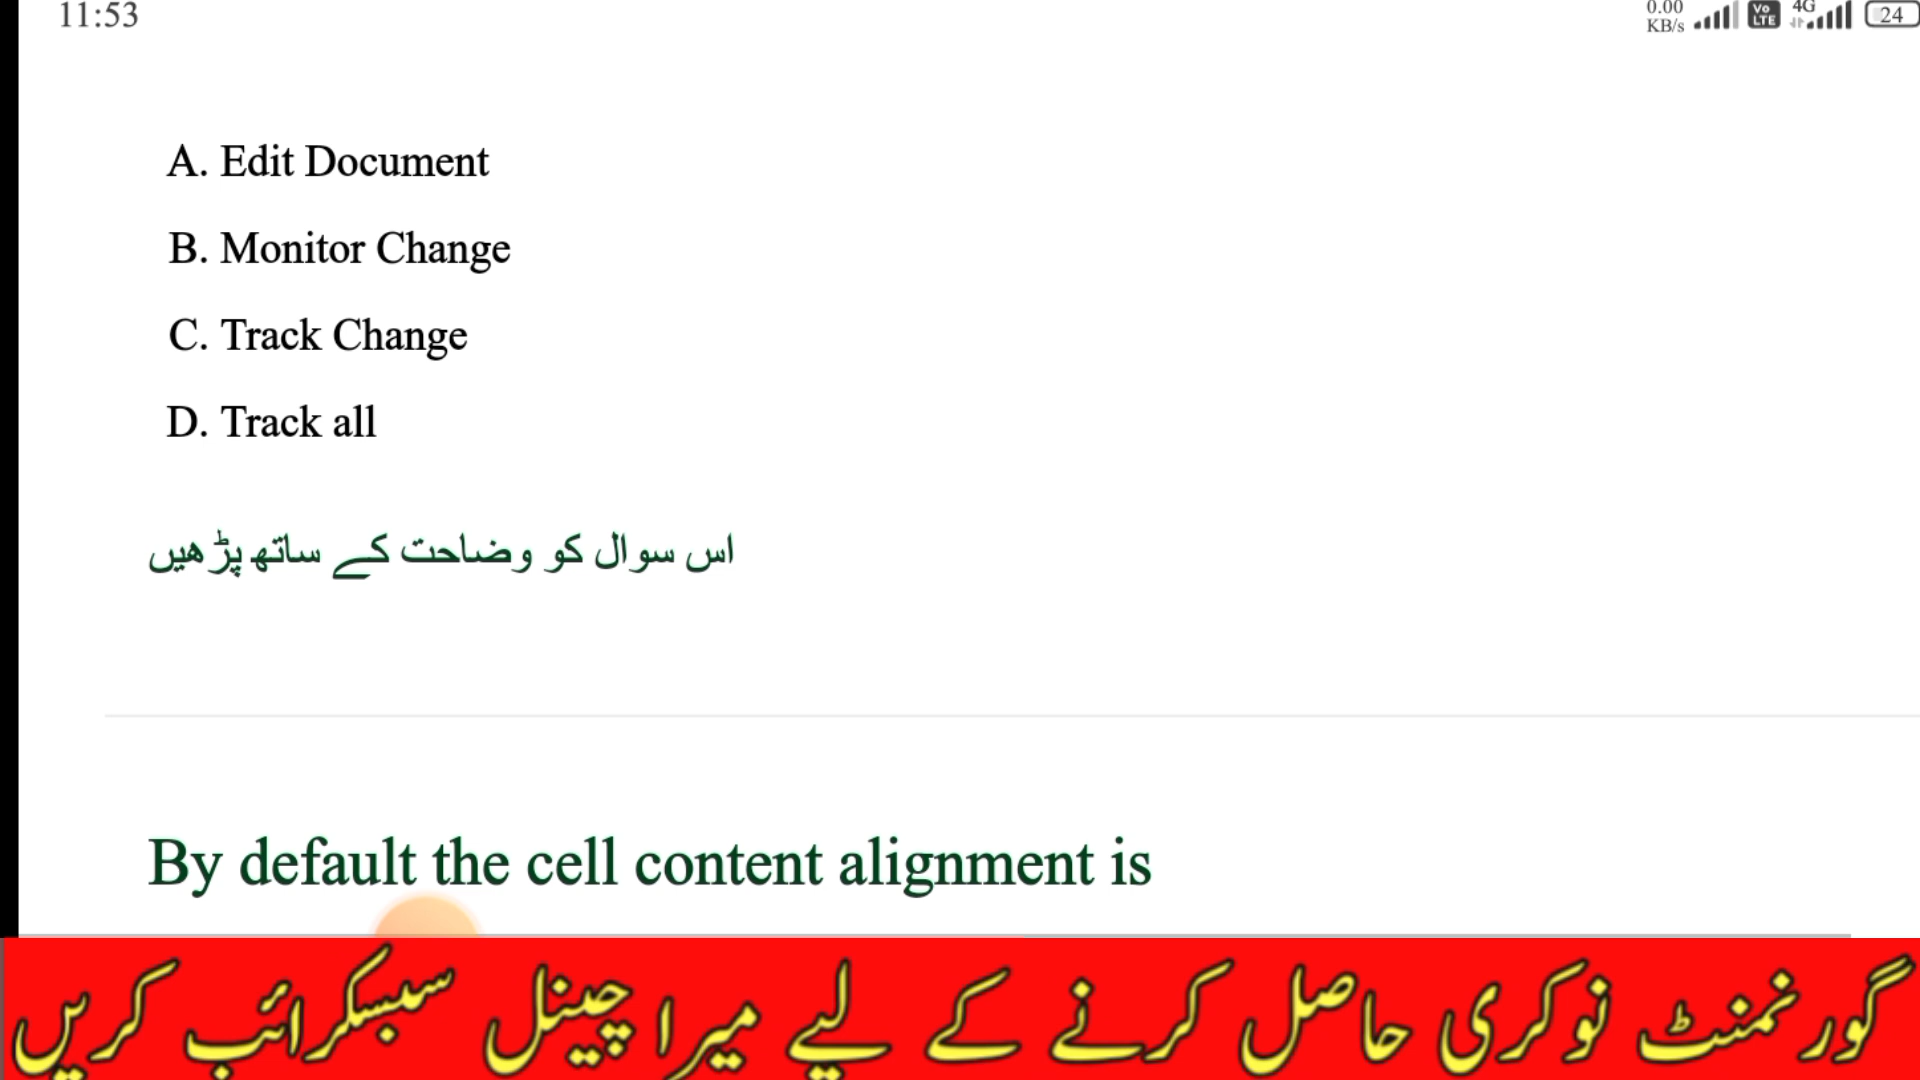 11:53
0.00
KB/s
Vo
LTE
4G
24
A. Edit Document
B. Monitor Change
C. Track Change
D. Track all
اس سوال کو وضاحت کے ساتھ پڑھیں
By default the cell content alignment is
گورنمنٹ نوکری حاصل کرنے کے لیے میرا چینل سبسکرائب کریں